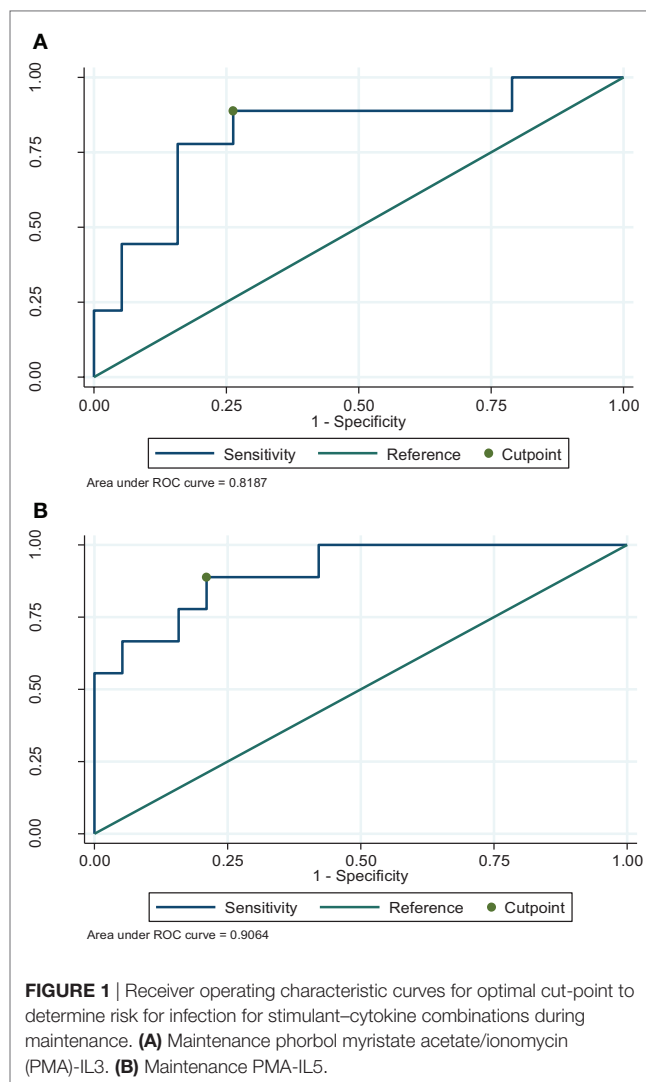 A
1.00
0.75
0.50
0.25
0.00
0.00 0.25 0.50 0.75 1.00
1 - Specificity
Sensitivity Reference Cutpoint
Area under ROC curve = 0.8187
B
1.00
0.75
0.50
0.25
0.00
0.00 0.25 0.50 0.75 1.00
1 - Specificity
Sensitivity Reference Cutpoint
Area under ROC curve = 0.9064
FIGURE 1 | Receiver operating characteristic curves for optimal cut-point to
determine risk for infection for stimulant–cytokine combinations during
maintenance. (A) Maintenance phorbol myristate acetate/ionomycin
(PMA)-IL3. (B) Maintenance PMA-IL5.